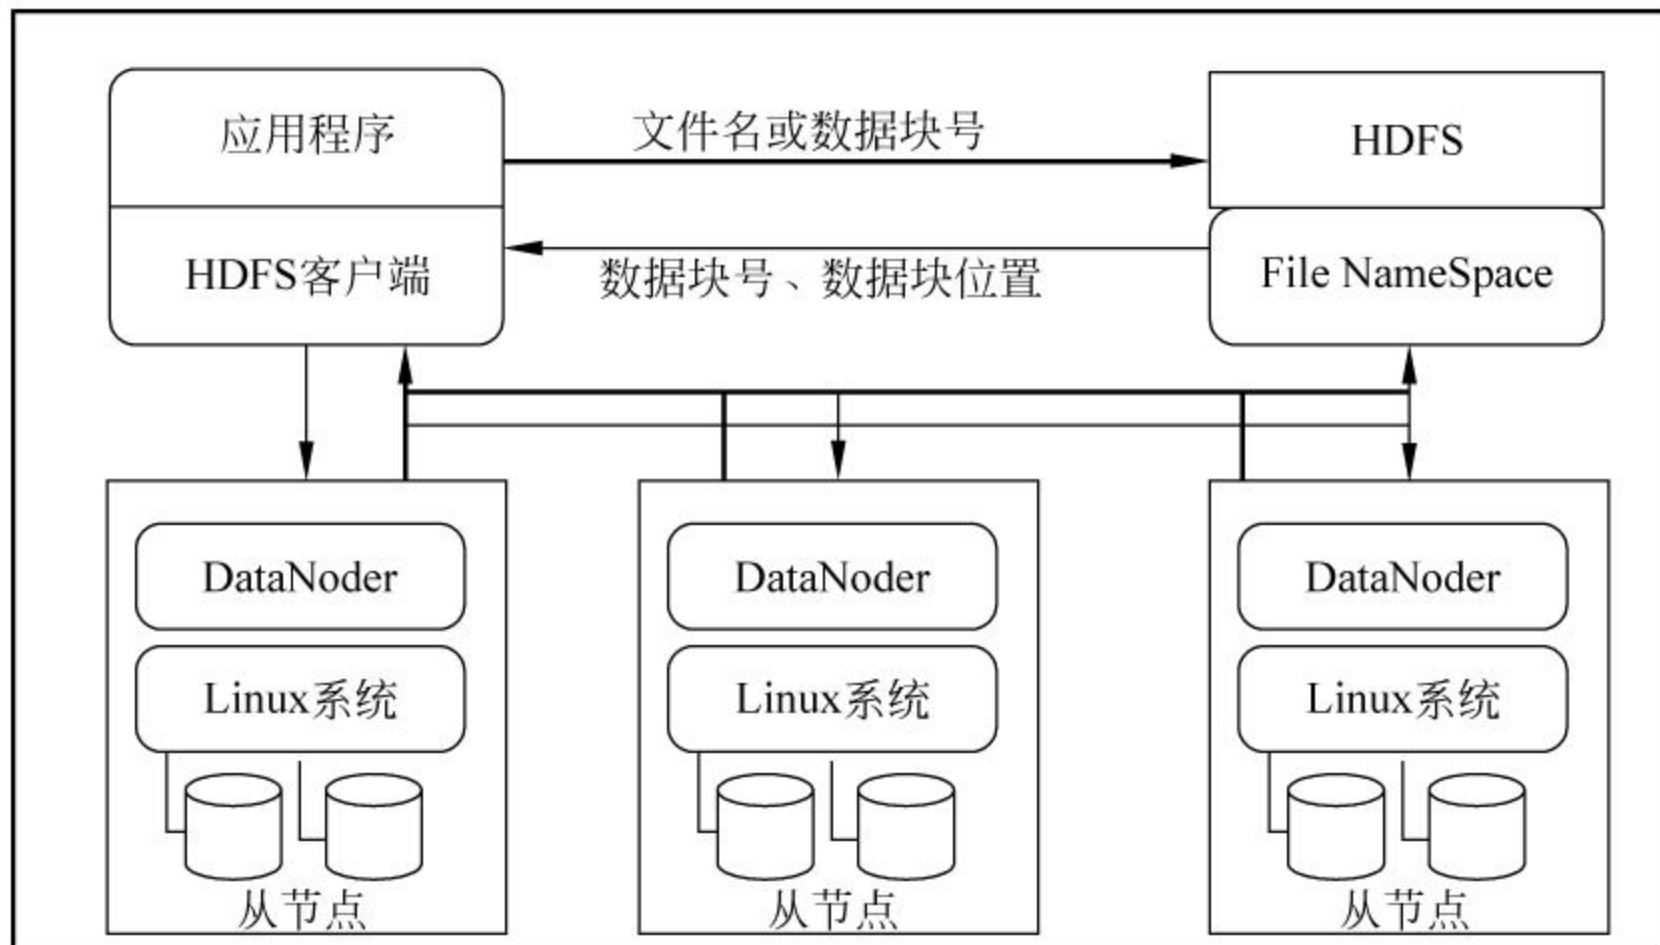 应用程序
文件名或数据块号
HDFS
HDFS客户端
数据块号、数据块位置
File NameSpace
DataNoder
DataNoder
DataNoder
Linux系统
Linux系统
Linux系统
从节点
从节点
从节点